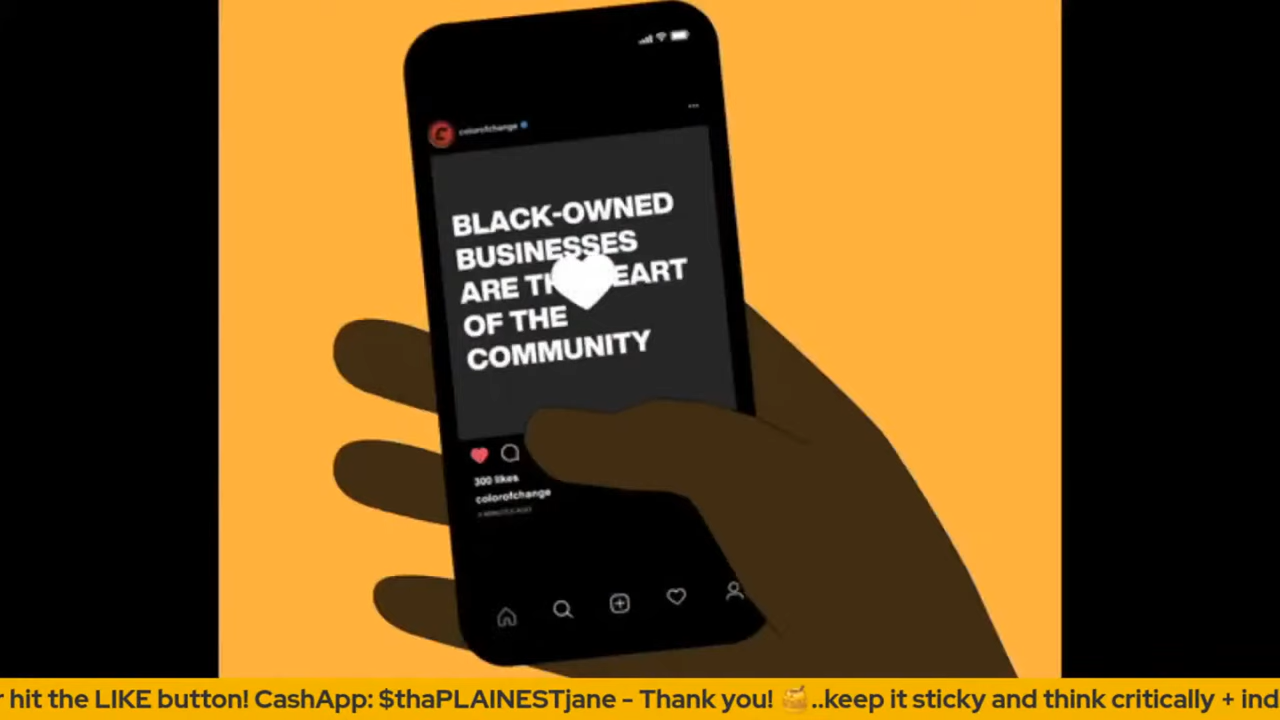 colorofchange
BLACK-OWNED
BUSINESSES
ARE TH EART
OF THE
COMMUNITY
300 likes
colorofchange
r hit the LIKE button! CashApp: $thaPLAINESTjane - Thank you! 🍯..keep it sticky and think critically + ind